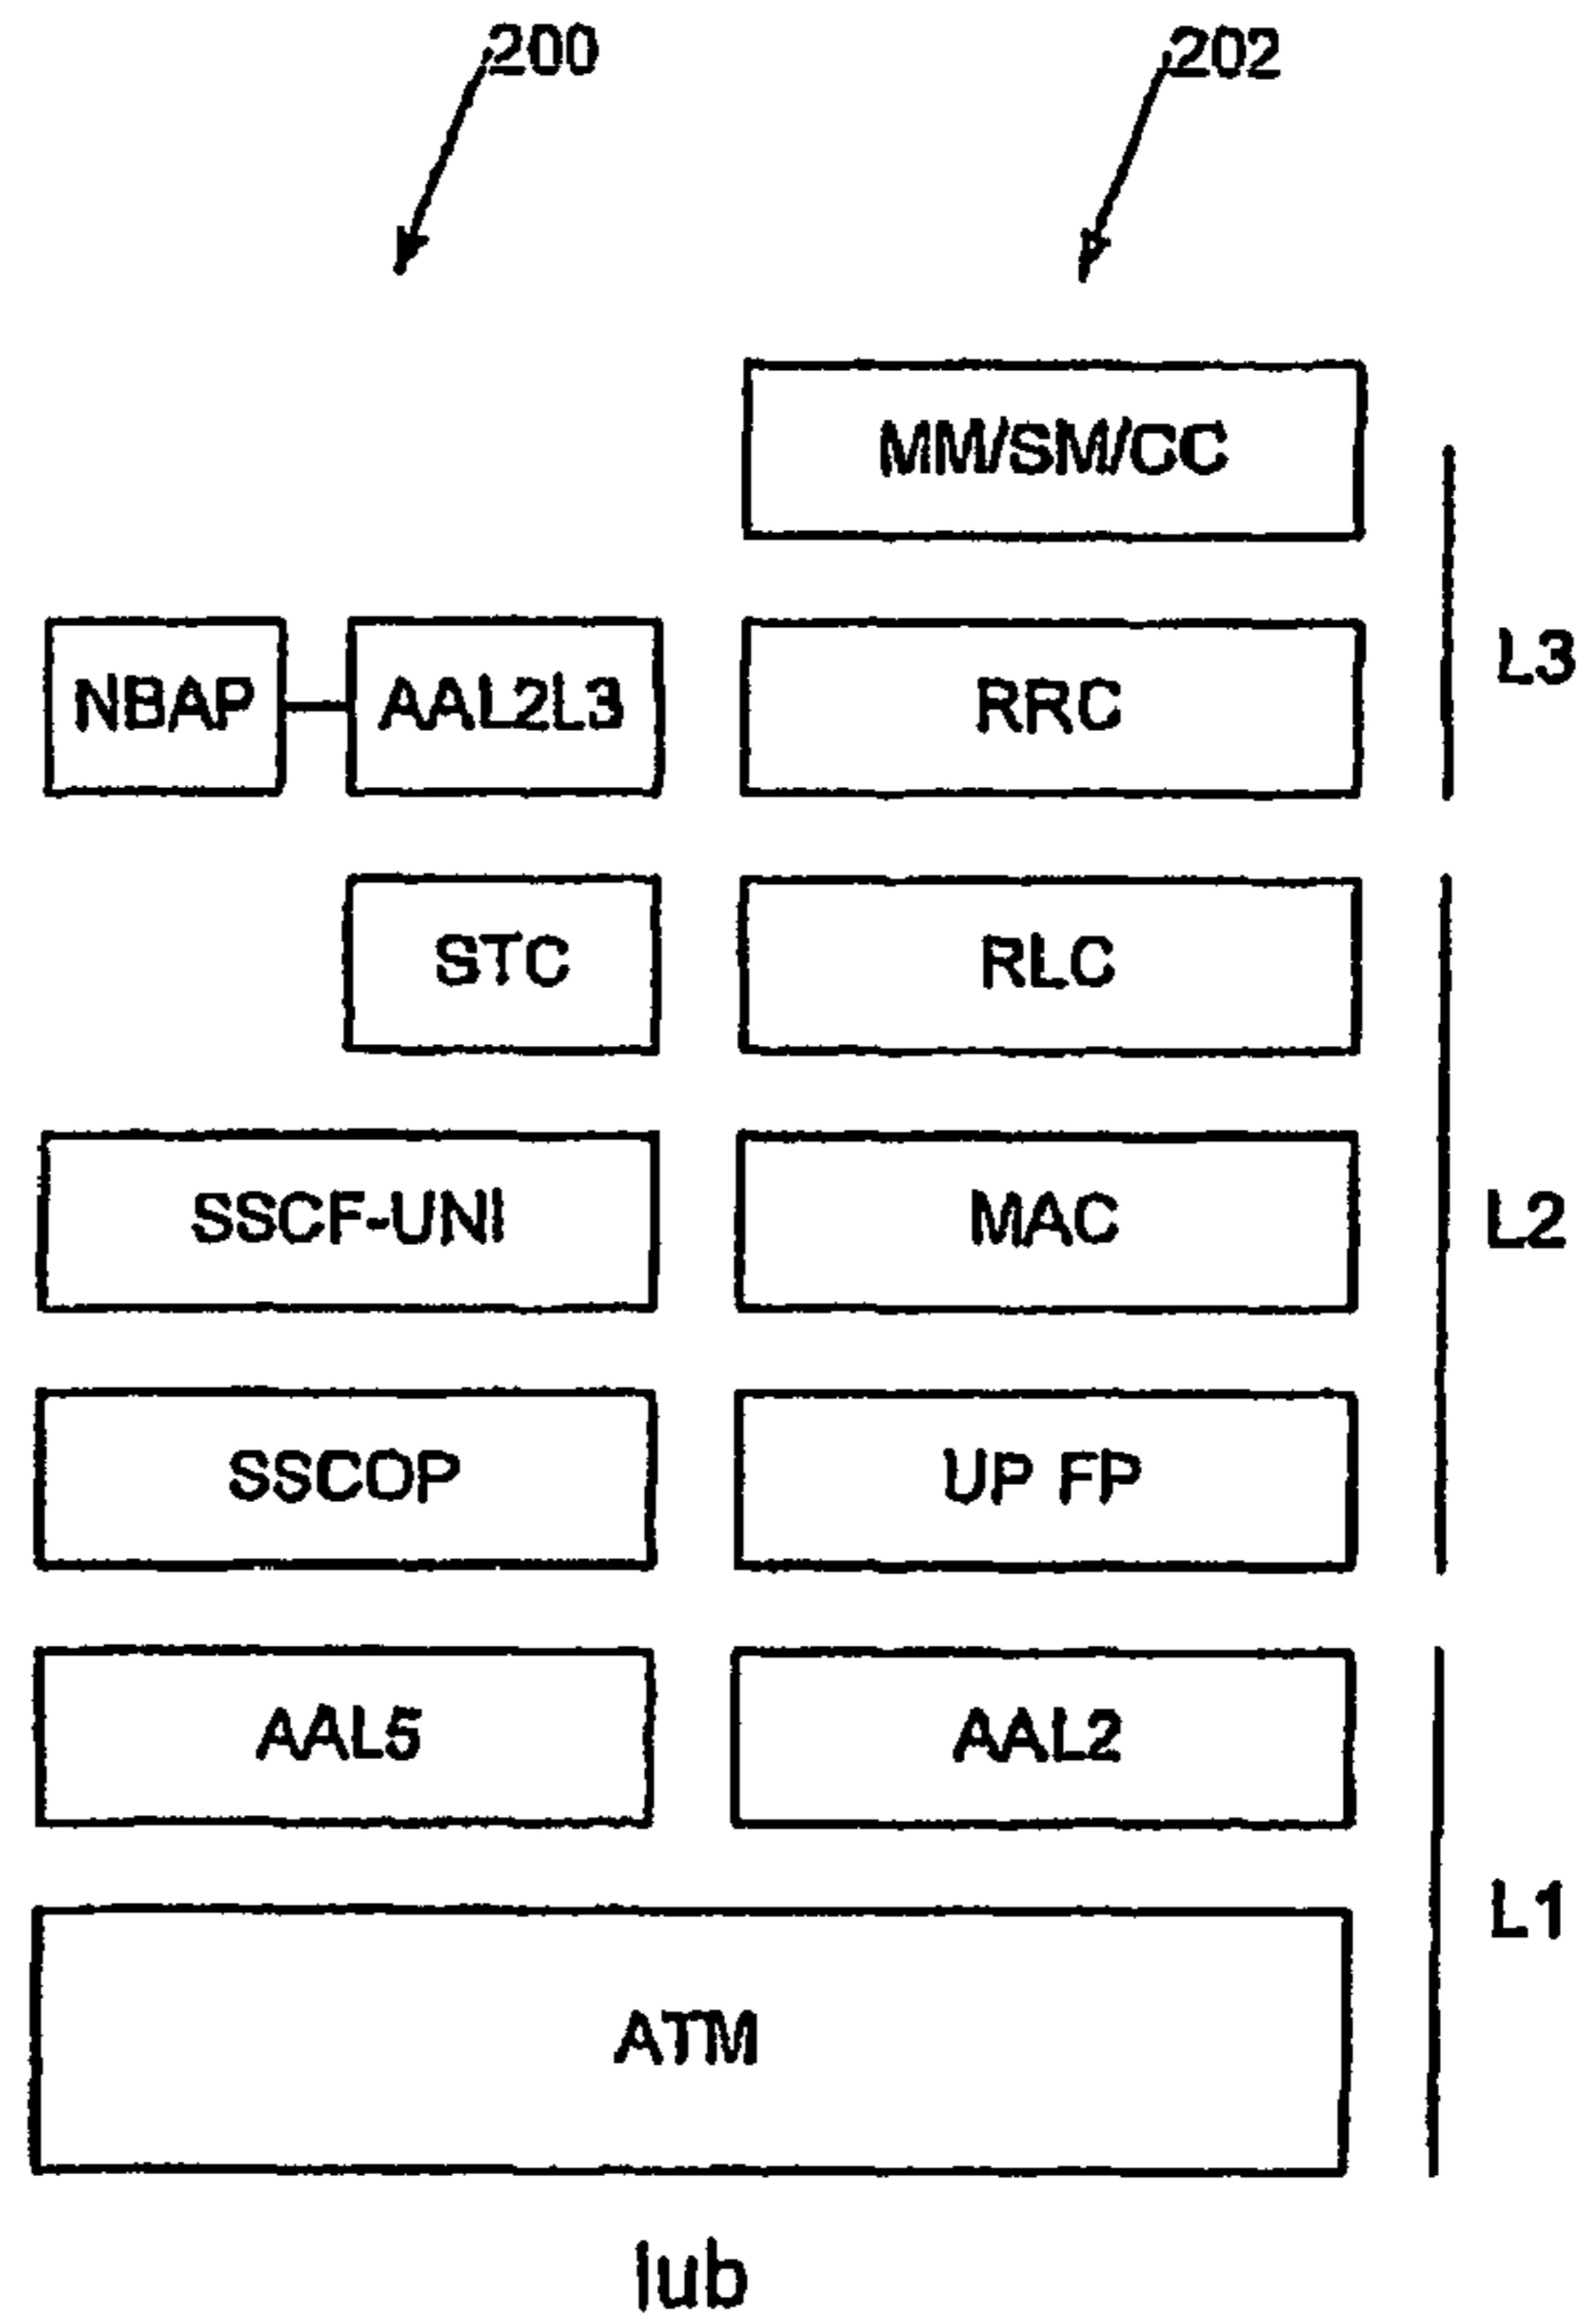 200 202
MM/SM/CC
L3
NBAP AAL2L3 RRC
STC RLC
SSCF-UNI MAC L2
SSCOP UP FP
AAL5 AAL2
L1
ATM
Iub